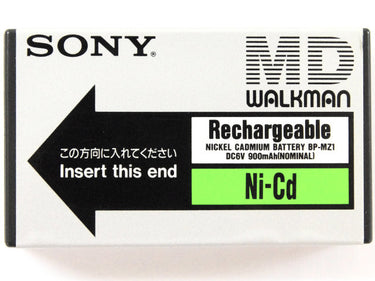 SONY®
MD
WALKMAN
この方向に入れてください
Insert this end
Rechargeable
NICKEL CADMIUM BATTERY BP-MZ1
DC6V 900mAh(NOMINAL)
Ni-Cd